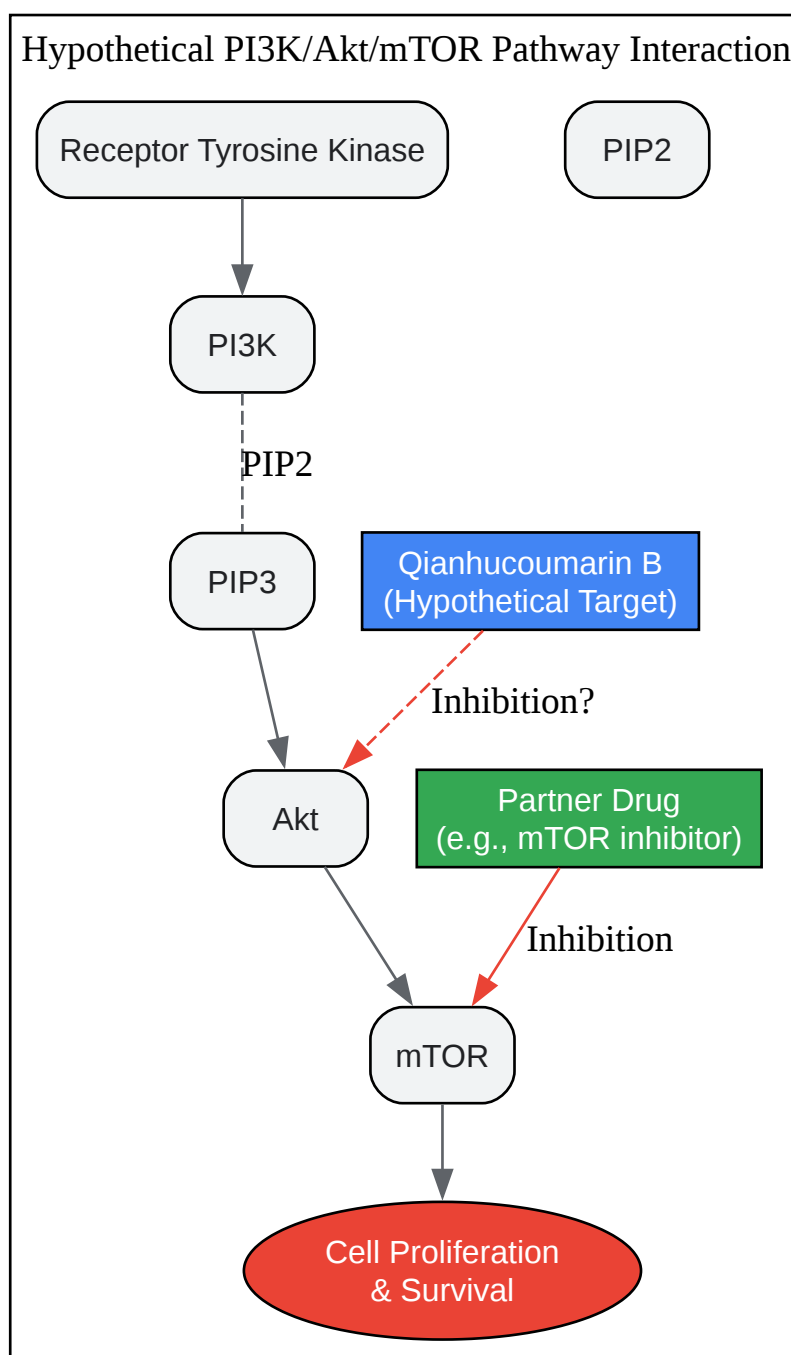 Hypothetical PI3K/Akt/mTOR Pathway Interaction
Receptor Tyrosine Kinase
PIP2
PI3K
PIP2
PIP3
Qianhucoumarin B
(Hypothetical Target)
Inhibition?
Akt
Partner Drug
(e.g., mTOR inhibitor)
Inhibition
mTOR
Cell Proliferation
& Survival